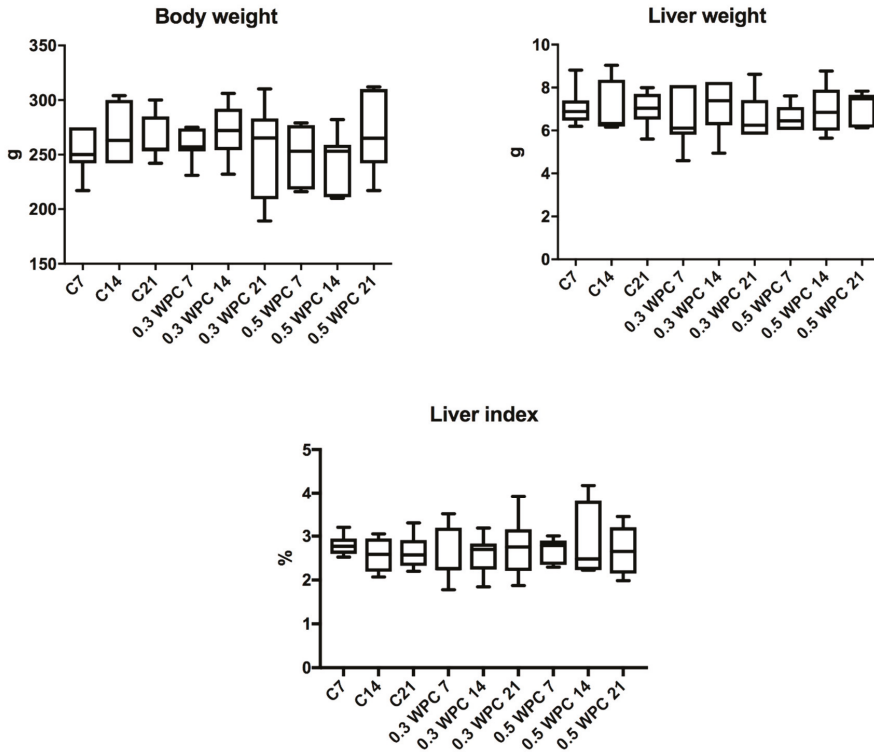 Body weight
350
300
250
200
150
g
C7
C14
C21
0.3 WPC 7
0.3 WPC 14
0.3 WPC 21
0.5 WPC 7
0.5 WPC 14
0.5 WPC 21
Liver weight
10
8
6
4
2
0
g
C7
C14
C21
0.3 WPC 7
0.3 WPC 14
0.3 WPC 21
0.5 WPC 7
0.5 WPC 14
0.5 WPC 21
Liver index
5
4
3
2
1
0
%
C7
C14
C21
0.3 WPC 7
0.3 WPC 14
0.3 WPC 21
0.5 WPC 7
0.5 WPC 14
0.5 WPC 21